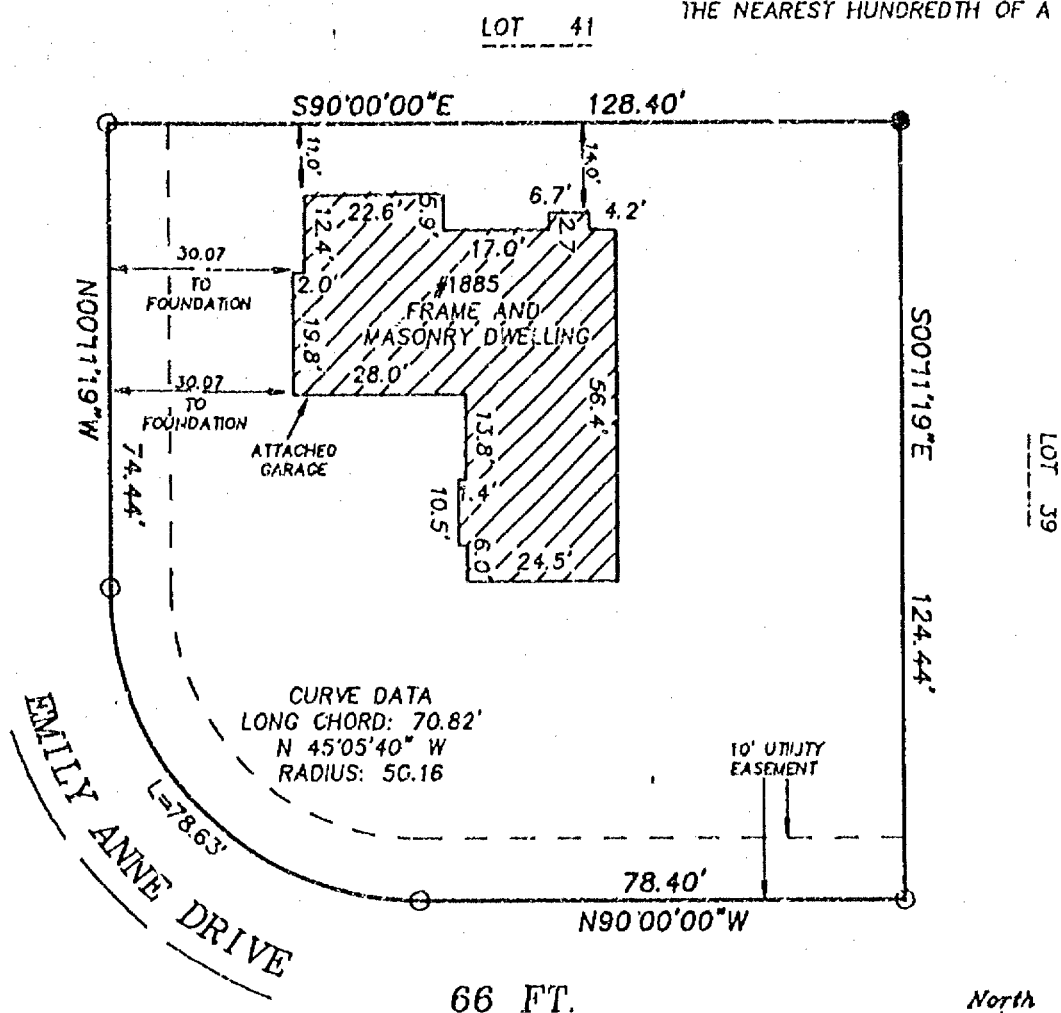 THE NEAREST HUNDREDTH OF A
LOT 41
S90°00'00"E 128.40'
11.0'
14.0'
22.6'
5.9'
6.7'
4.2'
2.7
12.4'
17.0'
30.07
TO
FOUNDATION
2.0'
#1885
FRAME AND
MASONRY DWELLING
19.8'
28.0'
56.4'
30.07
TO
FOUNDATION
ATTACHED
GARAGE
13.8'
.4'
10.5'
6.0
24.5'
N00°11'19"W
74.44'
S00°11'19"E
124.44'
LOT 39
CURVE DATA
LONG CHORD: 70.82'
N 45°05'40" W
RADIUS: 50.16
10' UTILITY
EASEMENT
L=78.63'
EMILY ANNE DRIVE
78.40'
N90°00'00"W
66 FT.
North